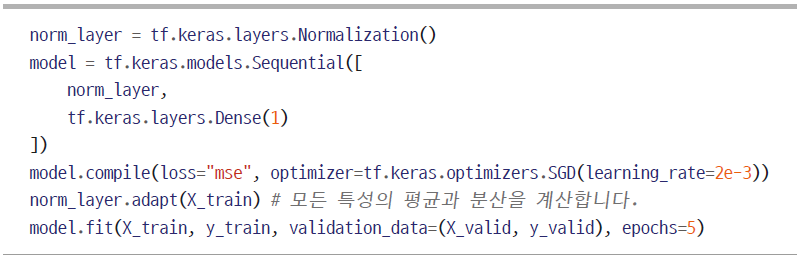 norm_layer = tf.keras.layers.Normalization()
model = tf.keras.models.Sequential([
    norm_layer,
    tf.keras.layers.Dense(1)
])
model.compile(loss="mse", optimizer=tf.keras.optimizers.SGD(learning_rate=2e-3))
norm_layer.adapt(X_train) # 모든 특성의 평균과 분산을 계산합니다.
model.fit(X_train, y_train, validation_data=(X_valid, y_valid), epochs=5)